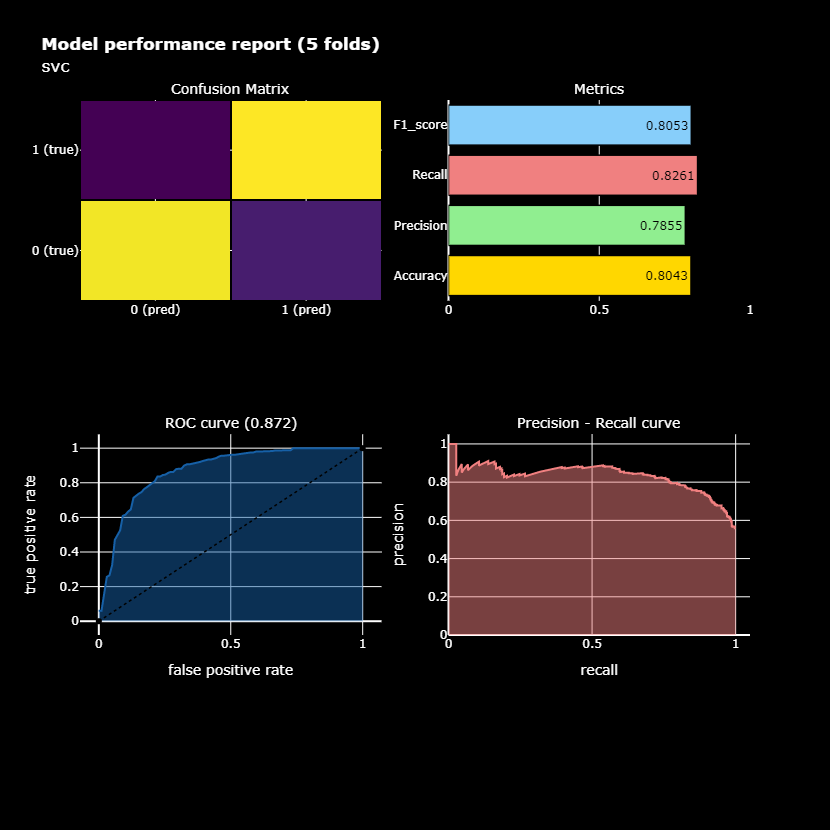 Model performance report (5 folds)
SVC
Confusion Matrix
1 (true)
0 (true)
0 (pred)
1 (pred)
Metrics
F1_score
0.8053
Recall
0.8261
Precision
0.7855
Accuracy
0.8043
0
0.5
1
ROC curve (0.872)
true positive rate
1
0.8
0.6
0.4
0.2
0
0
0.5
1
false positive rate
Precision - Recall curve
precision
1
0.8
0.6
0.4
0.2
0
0
0.5
1
recall